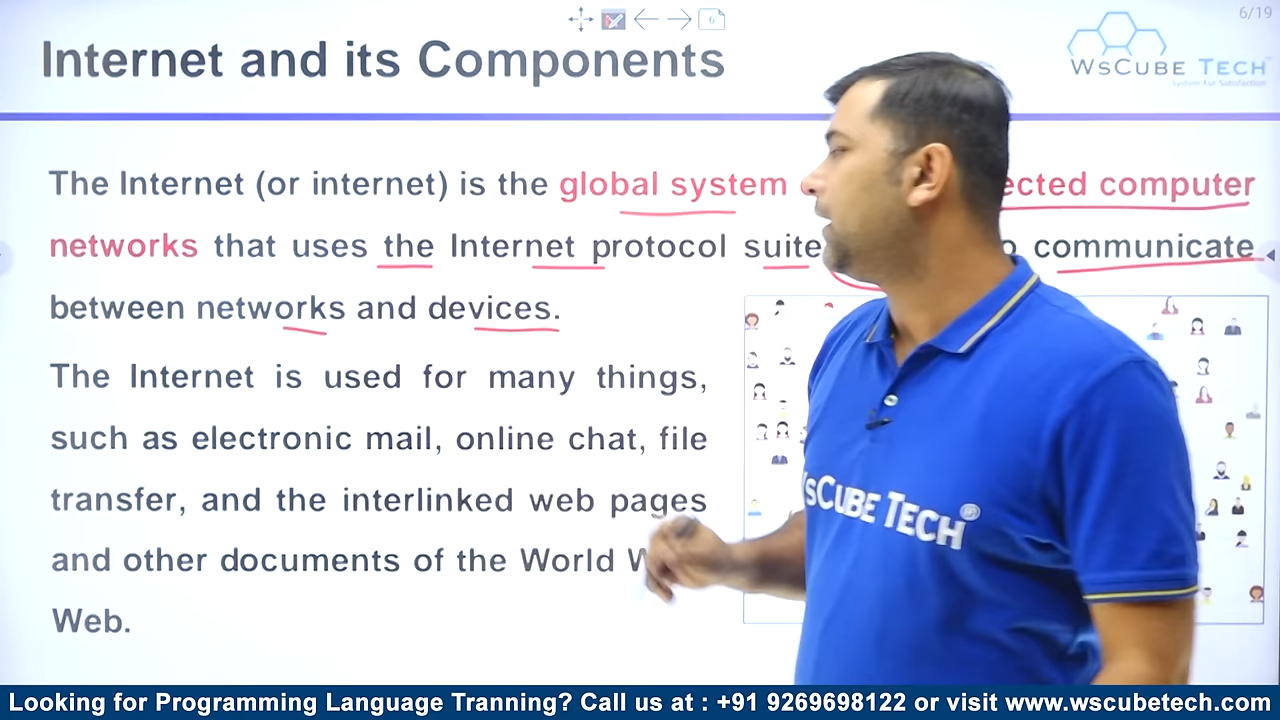 6
6/19
Internet and its Components
WSCUBE TECH
System For Satisfaction
The Internet (or internet) is the global system ected computer
networks that uses the Internet protocol suite communicate
between networks and devices.
The Internet is used for many things,
such as electronic mail, online chat, file
transfer, and the interlinked web pages
and other documents of the World
Web.
WSCUBE TECH
Looking for Programming Language Tranning? Call us at : +91 9269698122 or visit www.wscubetech.com